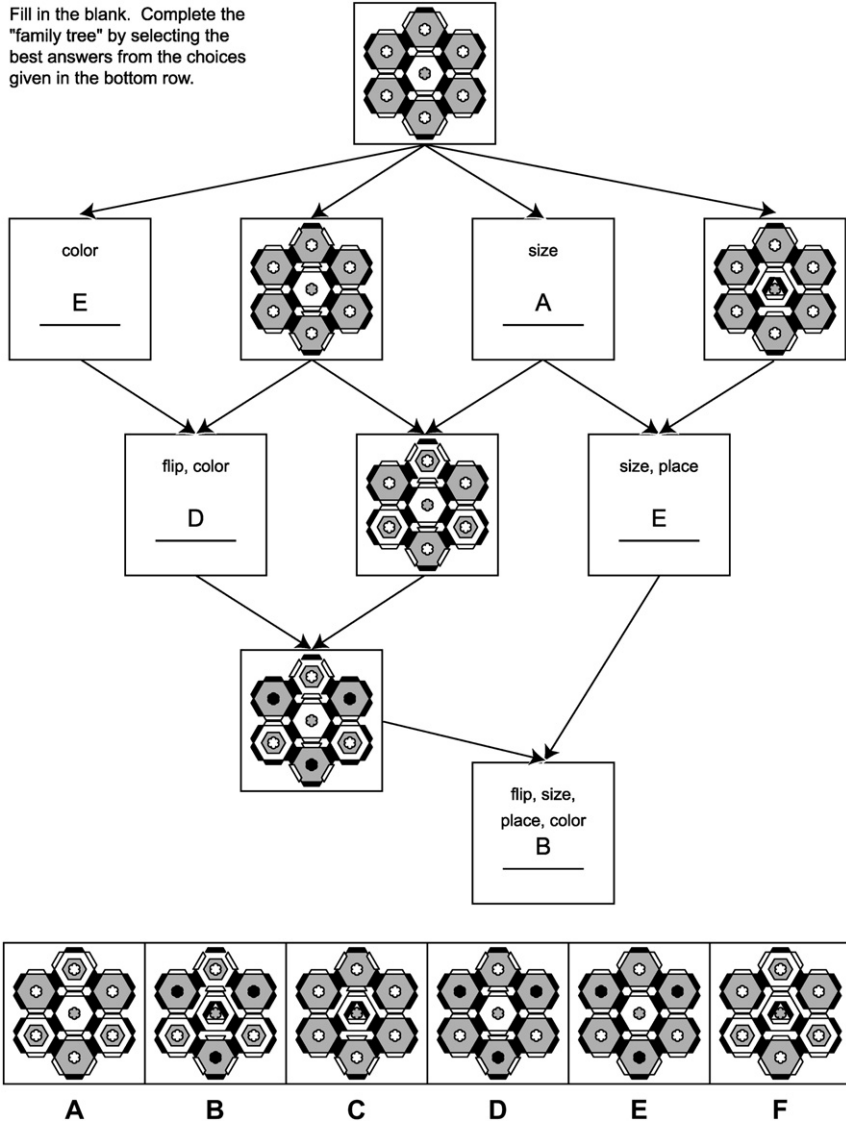 Fill in the blank. Complete the
"family tree" by selecting the
best answers from the choices
given in the bottom row.
color
E
size
A
flip, color
D
size, place
E
flip, size,
place, color
B
A B C D E F